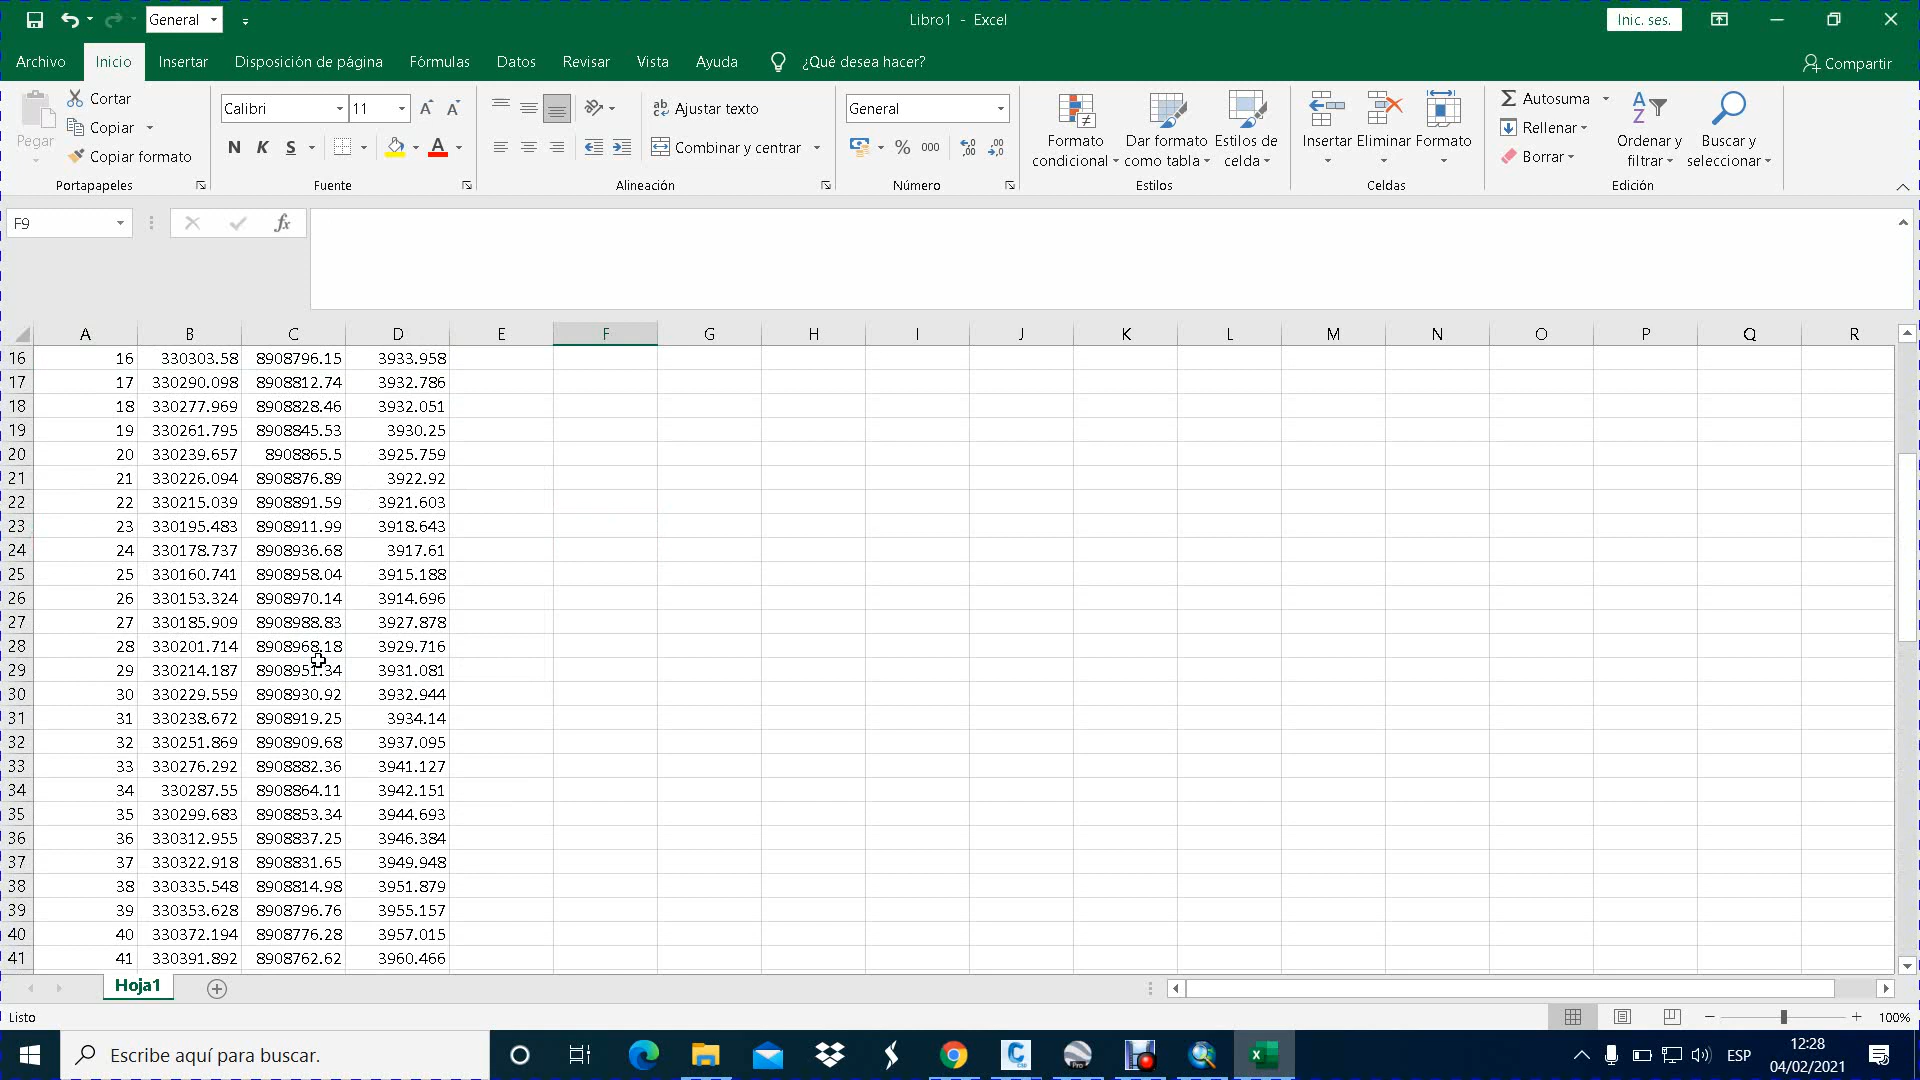 General
Libro1 - Excel
Inic. ses.
Archivo Inicio Insertar Disposición de página Fórmulas Datos Revisar Vista Ayuda ¿Qué desea hacer? Compartir
Pegar
Cortar
Copiar
Copiar formato
Portapapeles
Calibri 11
N K S
Fuente
Ajustar texto
Combinar y centrar
Alineación
General
% 000
Número
Formato condicional
Dar formato como tabla
Estilos de celda
Estilos
Insertar Eliminar Formato
Celdas
Autosuma
Rellenar
Borrar
Ordenar y filtrar
Buscar y seleccionar
Edición
F9 fx
A B C D E F G H I J K L M N O P Q R
16 16 330303.58 8908796.15 3933.958
17 17 330290.098 8908812.74 3932.786
18 18 330277.969 8908828.46 3932.051
19 19 330261.795 8908845.53 3930.25
20 20 330239.657 8908865.5 3925.759
21 21 330226.094 8908876.89 3922.92
22 22 330215.039 8908891.59 3921.603
23 23 330195.483 8908911.99 3918.643
24 24 330178.737 8908936.68 3917.61
25 25 330160.741 8908958.04 3915.188
26 26 330153.324 8908970.14 3914.696
27 27 330185.909 8908988.83 3927.878
28 28 330201.714 8908968.18 3929.716
29 29 330214.187 8908951.34 3931.081
30 30 330229.559 8908930.92 3932.944
31 31 330238.672 8908919.25 3934.14
32 32 330251.869 8908909.68 3937.095
33 33 330276.292 8908882.36 3941.127
34 34 330287.55 8908864.11 3942.151
35 35 330299.683 8908853.34 3944.693
36 36 330312.955 8908837.25 3946.384
37 37 330322.918 8908831.65 3949.948
38 38 330335.548 8908814.98 3951.879
39 39 330353.628 8908796.76 3955.157
40 40 330372.194 8908776.28 3957.015
41 41 330391.892 8908762.62 3960.466
Hoja1
Listo
100%
Escribe aquí para buscar.
ESP
12:28
04/02/2021